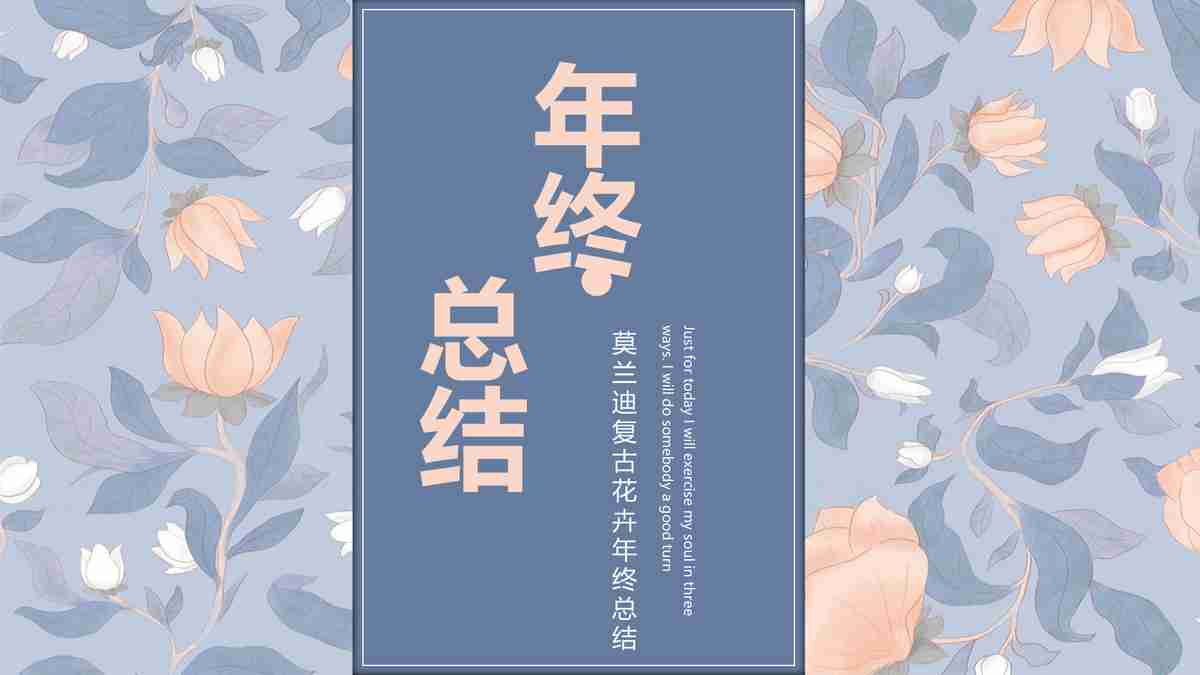 年终
总结
Just for today I will exercise my soul in three
ways. I will do somebody a good turn
莫兰迪复古花卉年终总结